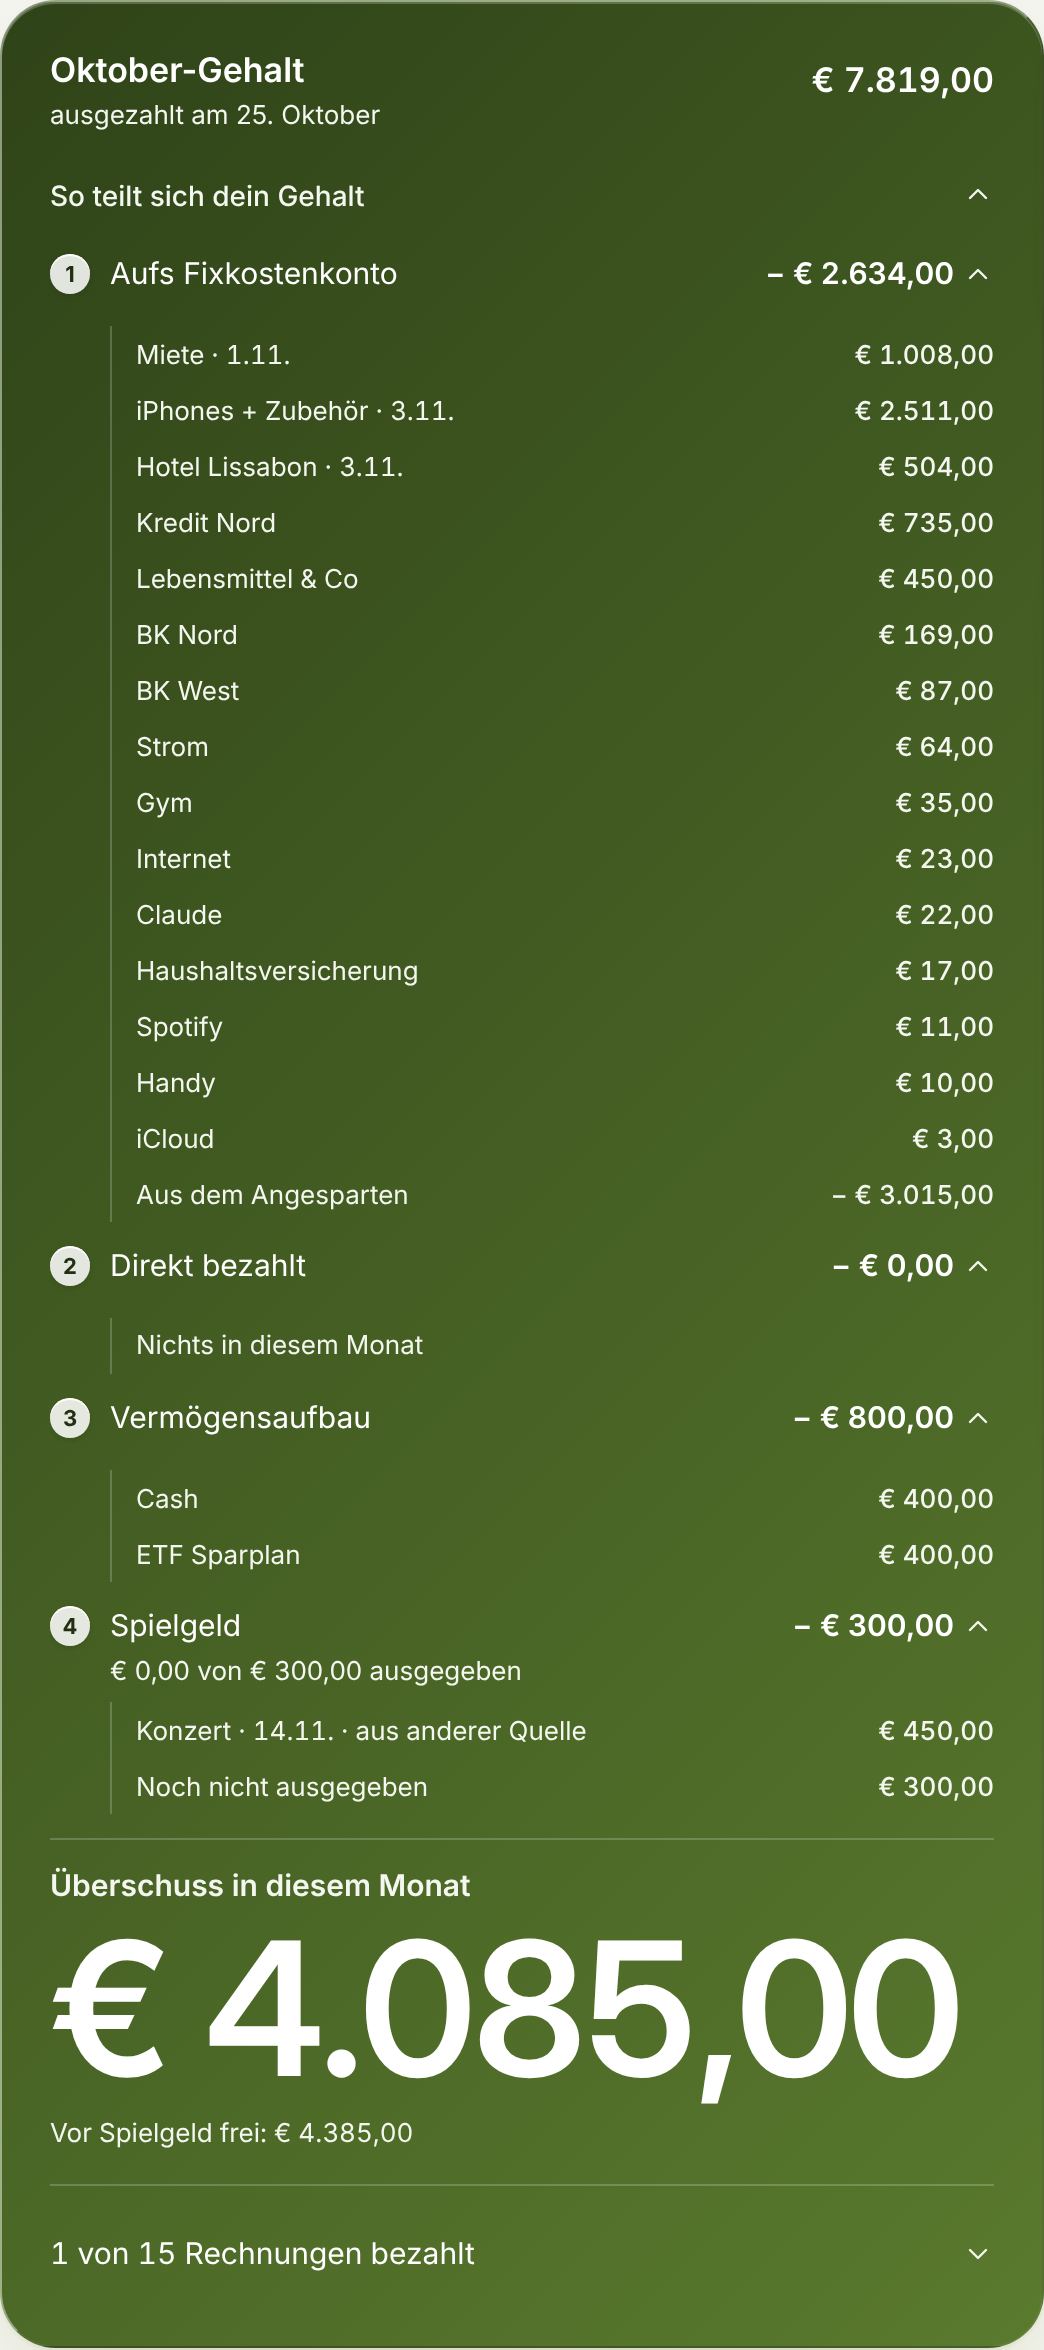 Oktober-Gehalt
€ 7.819,00
ausgezahlt am 25. Oktober
So teilt sich dein Gehalt
1 Aufs Fixkostenkonto – € 2.634,00
Miete · 1.11. € 1.008,00
iPhones + Zubehör · 3.11. € 2.511,00
Hotel Lissabon · 3.11. € 504,00
Kredit Nord € 735,00
Lebensmittel & Co € 450,00
BK Nord € 169,00
BK West € 87,00
Strom € 64,00
Gym € 35,00
Internet € 23,00
Claude € 22,00
Haushaltsversicherung € 17,00
Spotify € 11,00
Handy € 10,00
iCloud € 3,00
Aus dem Angesparten – € 3.015,00
2 Direkt bezahlt – € 0,00
Nichts in diesem Monat
3 Vermögensaufbau – € 800,00
Cash € 400,00
ETF Sparplan € 400,00
4 Spielgeld – € 300,00
€ 0,00 von € 300,00 ausgegeben
Konzert · 14.11. · aus anderer Quelle € 450,00
Noch nicht ausgegeben € 300,00
Überschuss in diesem Monat
€ 4.085,00
Vor Spielgeld frei: € 4.385,00
1 von 15 Rechnungen bezahlt